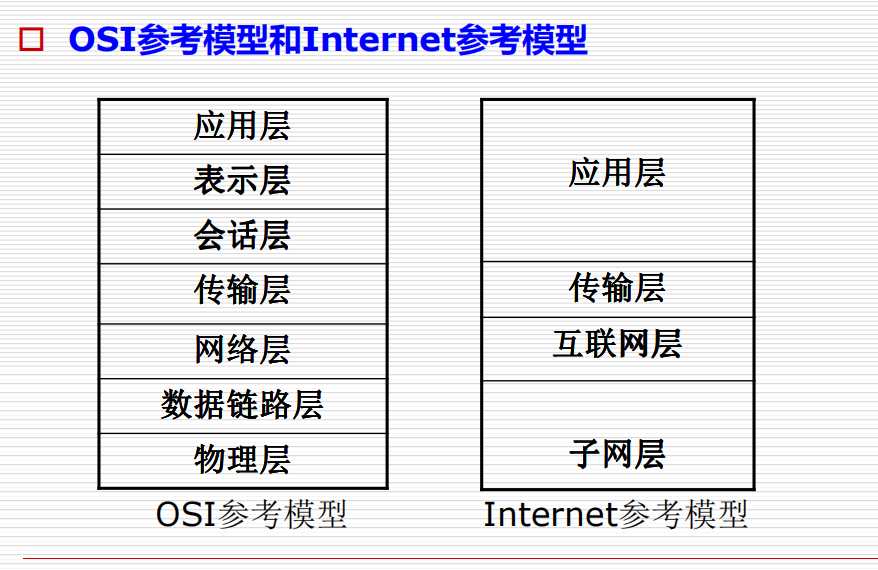 OSI参考模型和Internet参考模型
应用层
表示层
会话层
传输层
网络层
数据链路层
物理层
OSI参考模型
应用层
传输层
互联网层
子网层
Internet参考模型